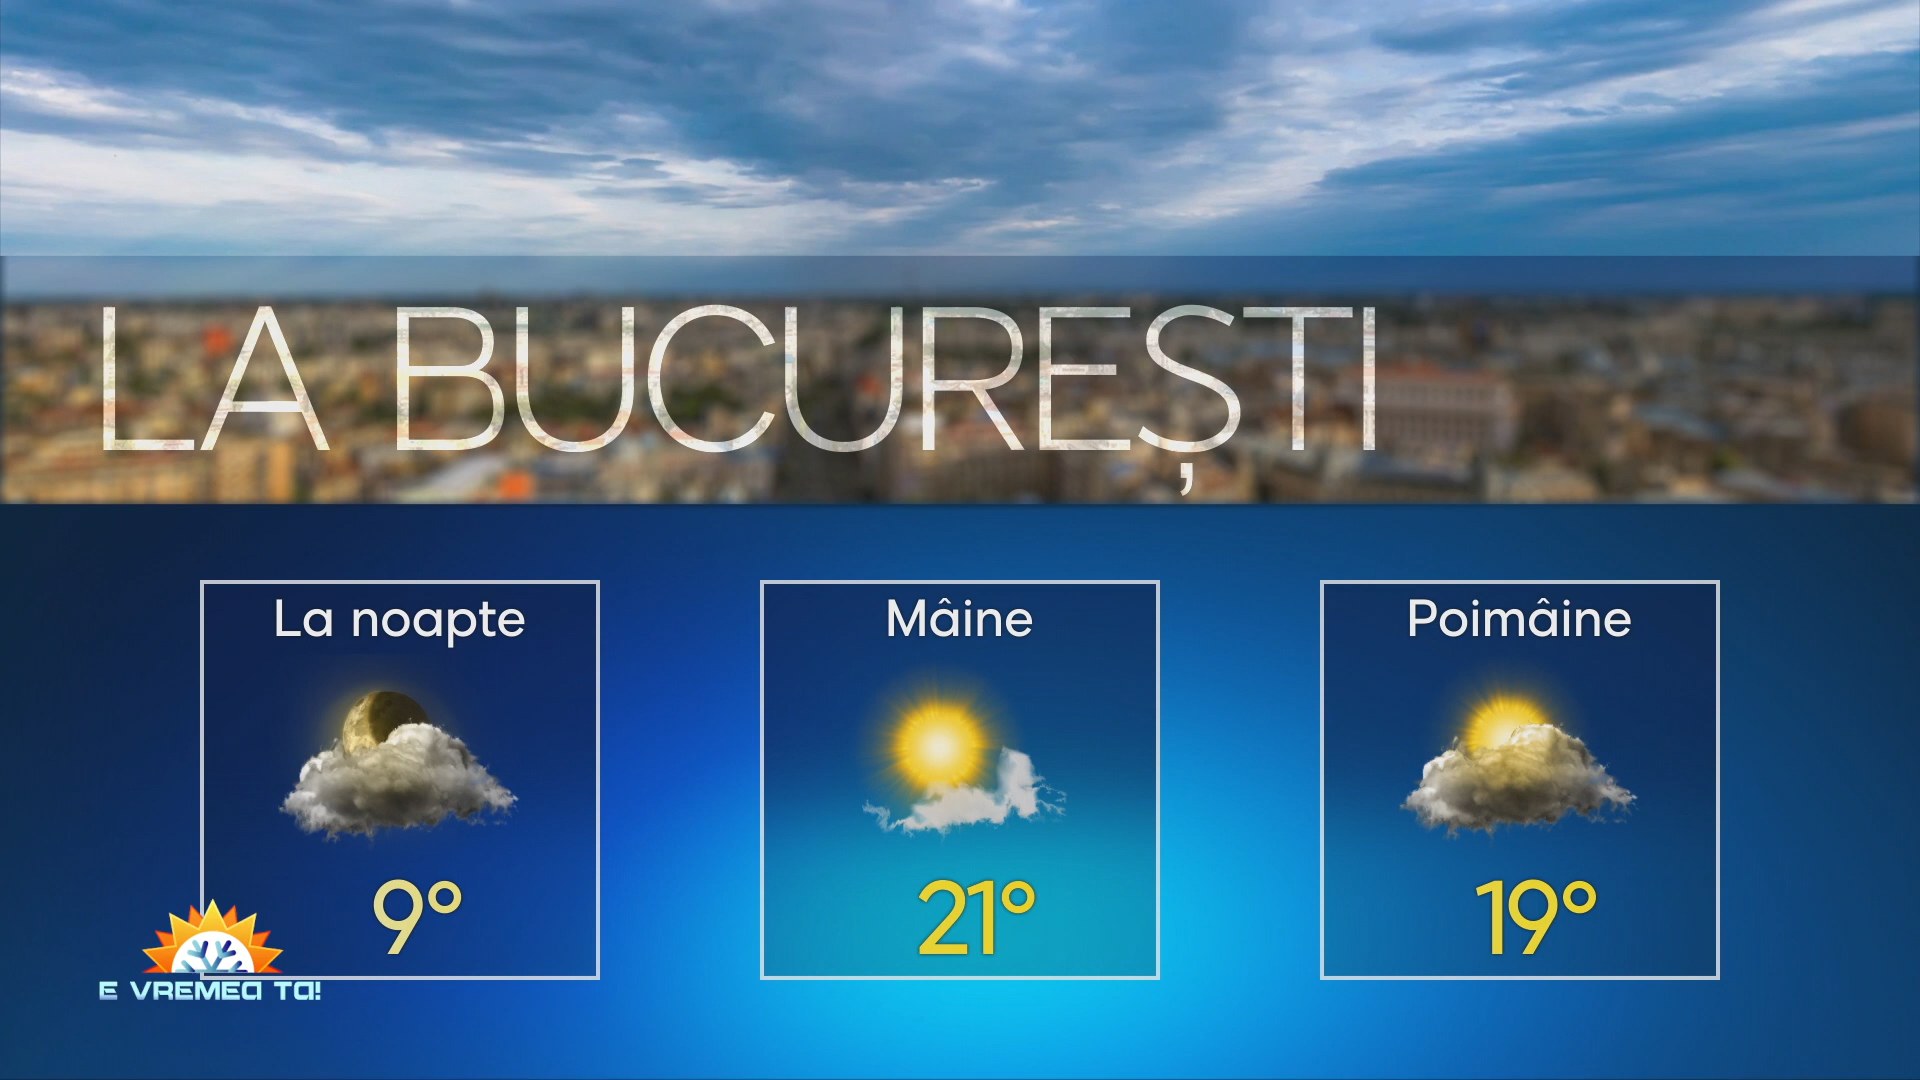 LA BUCUREȘTI
La noapte
9°
Mâine
21°
Poimâine
19°
E VREMEA TA!